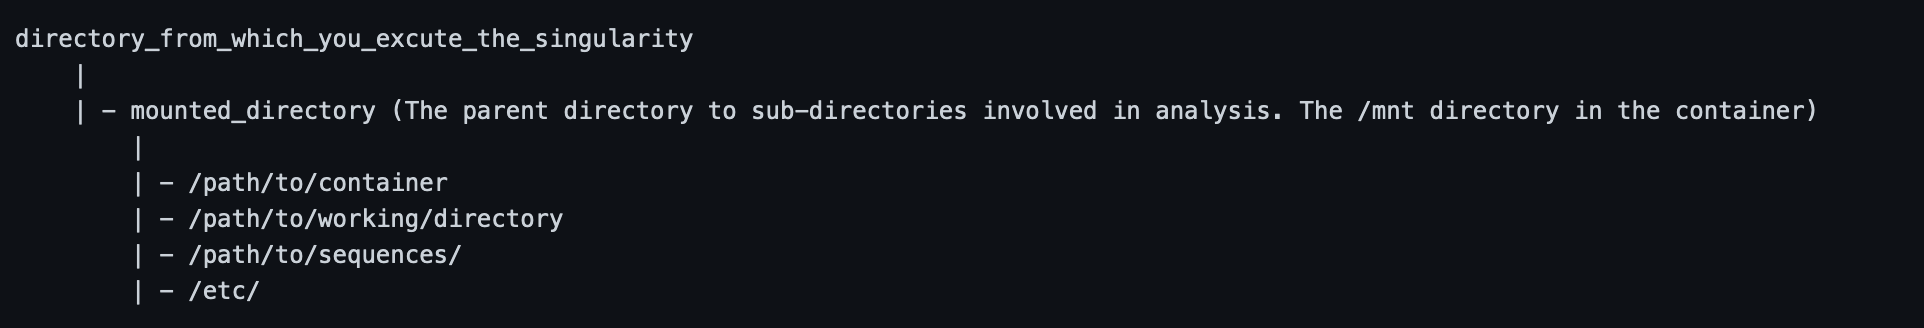 directory_from_which_you_excute_the_singularity
|
| - mounted_directory (The parent directory to sub-directories involved in analysis. The /mnt directory in the container)
|
| - /path/to/container
| - /path/to/working/directory
| - /path/to/sequences/
| - /etc/